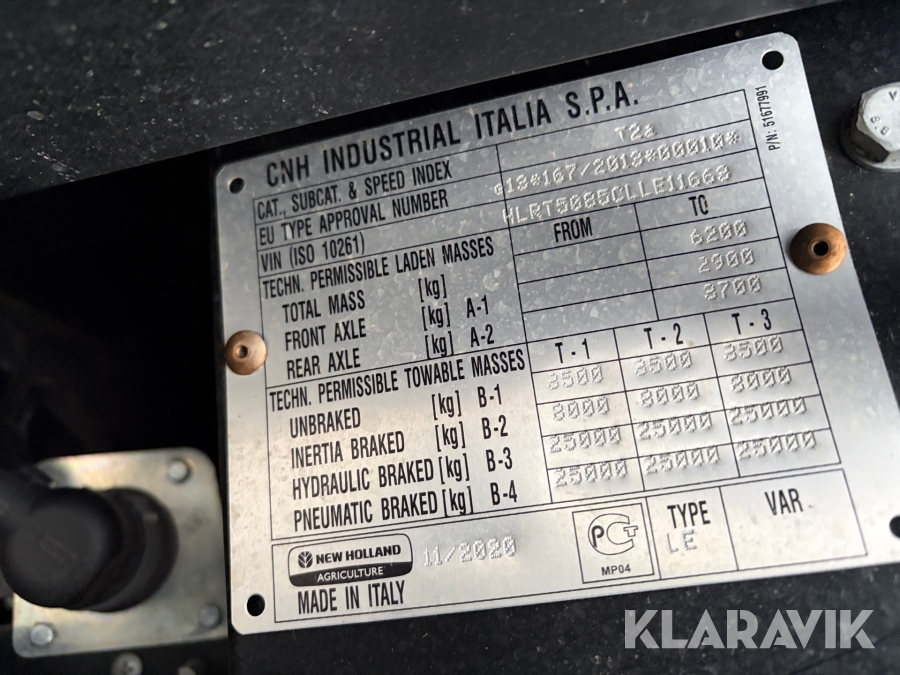 CNH INDUSTRIAL ITALIA S.P.A.
P/N: 51677991
CAT., SUBCAT. & SPEED INDEX T2a
EU TYPE APPROVAL NUMBER e13*167/2013*00010*
VIN (ISO 10261) HLRT5085CLLE11668
TECHN. PERMISSIBLE LADEN MASSES FROM TO
TOTAL MASS [kg] 6200
FRONT AXLE [kg] A-1 2900
REAR AXLE [kg] A-2 3700
TECHN. PERMISSIBLE TOWABLE MASSES T-1 T-2 T-3
UNBRAKED [kg] B-1 3500 3500 3500
INERTIA BRAKED [kg] B-2 8000 8000 8000
HYDRAULIC BRAKED [kg] B-3 25000 25000 25000
PNEUMATIC BRAKED [kg] B-4 25000 25000 25000
NEW HOLLAND
AGRICULTURE
11/2020
MADE IN ITALY
PCT
MP04
TYPE
LE
VAR
KLARAVIK